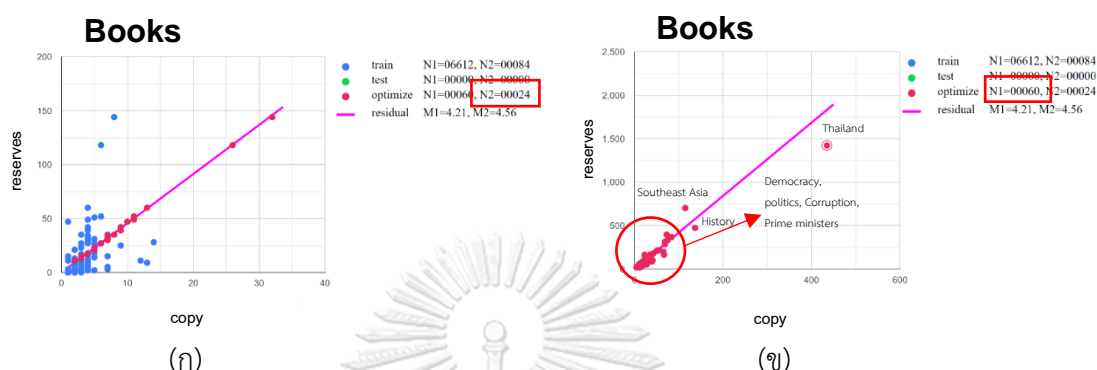 Books
200
150
100
50
0
0
10
20
30
40
reserves
copy
train N1=06612, N2=00084
test N1=00000, N2=00000
optimize N1=00060, N2=00024
residual M1=4.21, M2=4.56
(ก)
Books
2,500
2,000
1,500
1,000
500
0
200
400
600
reserves
copy
train N1=06612, N2=00084
test N1=00000, N2=00000
optimize N1=00060, N2=00024
residual M1=4.21, M2=4.56
Thailand
Southeast Asia
History
Democracy,
politics, Corruption,
Prime ministers
(ข)